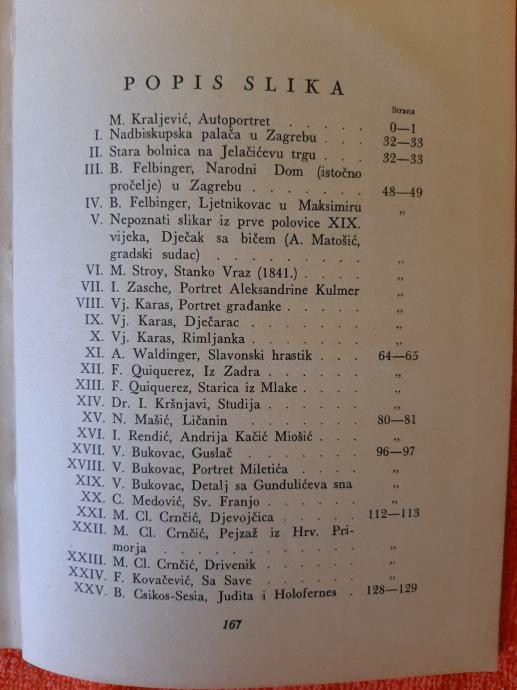 POPIS SLIKA
Strana
M. Kraljević, Autoportret . . . . . 0—1
I. Nadbiskupska palača u Zagrebu . . . 32—33
II. Stara bolnica na Jelačićevu trgu . . . 32—33
III. B. Felbinger, Narodni Dom (istočno
pročelje) u Zagrebu . . . . . . . 48—49
IV. B. Felbinger, Ljetnikovac u Maksimiru „
V. Nepoznati slikar iz prve polovice XIX.
vijeka, Dječak sa bičem (A. Matošić,
gradski sudac) . . . . . . . . . „
VI. M. Stroy, Stanko Vraz (1841.) . . . . „
VII. I. Zasche, Portret Aleksandrine Kulmer „
VIII. Vj. Karas, Portret građanke . . . . . „
IX. Vj. Karas, Dječarac . . . . . . . „
X. Vj. Karas, Rimljanka . . . . . . . „
XI. A. Waldinger, Slavonski hrastik . . . 64—65
XII. F. Quiquerez, Iz Zadra . . . . . . „
XIII. F. Quiquerez, Starica iz Mlake . . . . „
XIV. Dr. I. Kršnjavi, Studija . . . . . . „
XV. N. Mašić, Ličanin . . . . . . . 80—81
XVI. I. Rendić, Andrija Kačić Miošić . . . „
XVII. V. Bukovac, Guslač . . . . . . . 96—97
XVIII. V. Bukovac, Portret Miletića . . . . „
XIX. V. Bukovac, Detalj sa Gundulićeva sna „
XX. C. Medović, Sv. Franjo . . . . . . „
XXI. M. Cl. Crnčić, Djevojčica . . . . . 112—113
XXII. M. Cl. Crnčić, Pejzaž iz Hrv. Pri-
morja . . . . . . . . . . . . „
XXIII. M. Cl. Crnčić, Drivenik . . . . . . „
XXIV. F. Kovačević, Sa Save . . . . . . „
XXV. B. Csikos-Sesia, Judita i Holofernes . 128—129
167